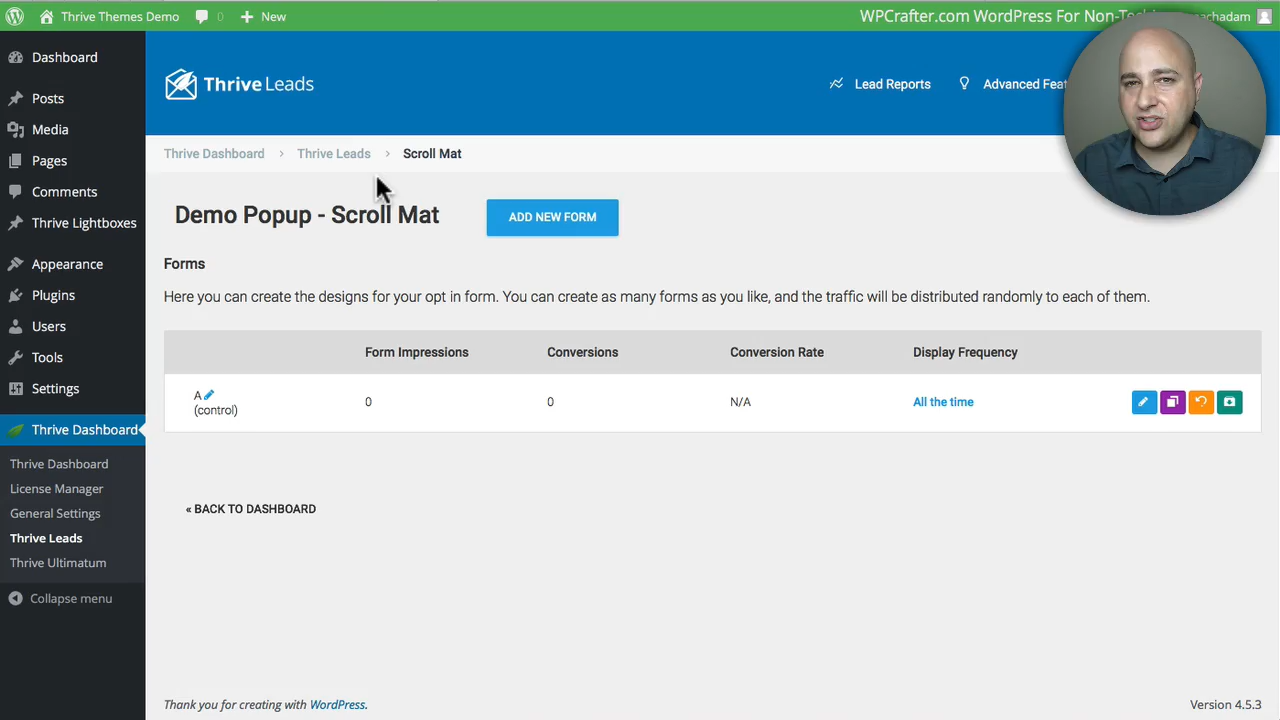 Thrive Themes Demo 0 New WPCrafter.com WordPress For Non-Tech
Dashboard
Posts
Media
Pages
Comments
Thrive Lightboxes
Appearance
Plugins
Users
Tools
Settings
Thrive Dashboard
Thrive Dashboard
License Manager
General Settings
Thrive Leads
Thrive Ultimatum
Collapse menu
Thrive Leads Lead Reports Advanced
Thrive Dashboard > Thrive Leads > Scroll Mat
Demo Popup - Scroll Mat ADD NEW FORM
Forms
Here you can create the designs for your opt in form. You can create as many forms as you like, and the traffic will be distributed randomly to each of them.
Form Impressions Conversions Conversion Rate Display Frequency
A
(control) 0 0 N/A All the time
« BACK TO DASHBOARD
Thank you for creating with WordPress. Version 4.5.3